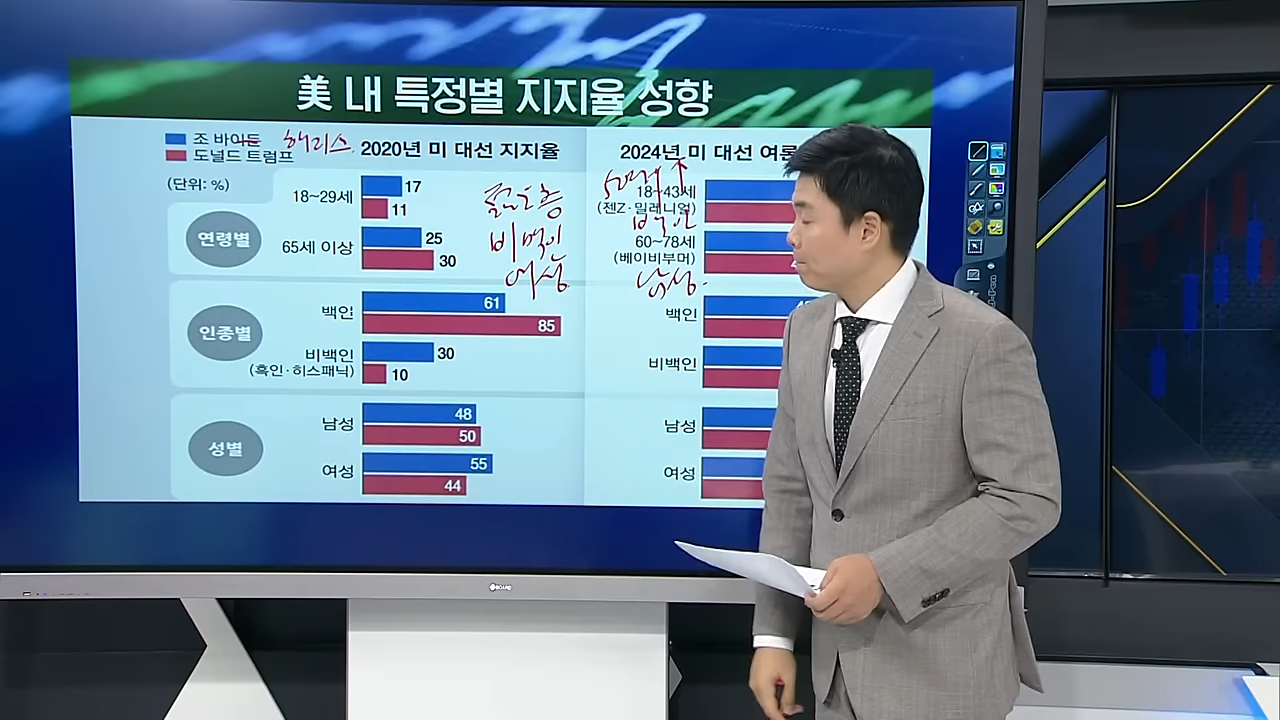 美 내 특정별 지지율 성향
조 바이든 해리스
도널드 트럼프
(단위: %)
2020년 미 대선 지지율
연령별
18~29세 17
11
65세 이상 25
30
젊은층
비백인
여성
인종별
백인 61
85
비백인 30
(흑인·히스패닉) 10
성별
남성 48
50
여성 55
44
2024년 미 대선 여론
50대↑
18~43세
(젠Z·밀레니얼)
백인
60~78세
(베이비부머)
남성
백인
비백인
남성
여성